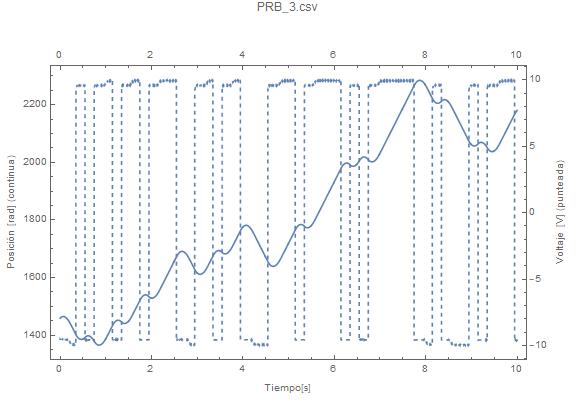 PRB_3.csv
0 2 4 6 8 10
2200
2000
1800
1600
1400
Posición [rad] (continua)
10
5
0
-5
-10
Voltaje [V] (punteada)
0 2 4 6 8 10
Tiempo[s]